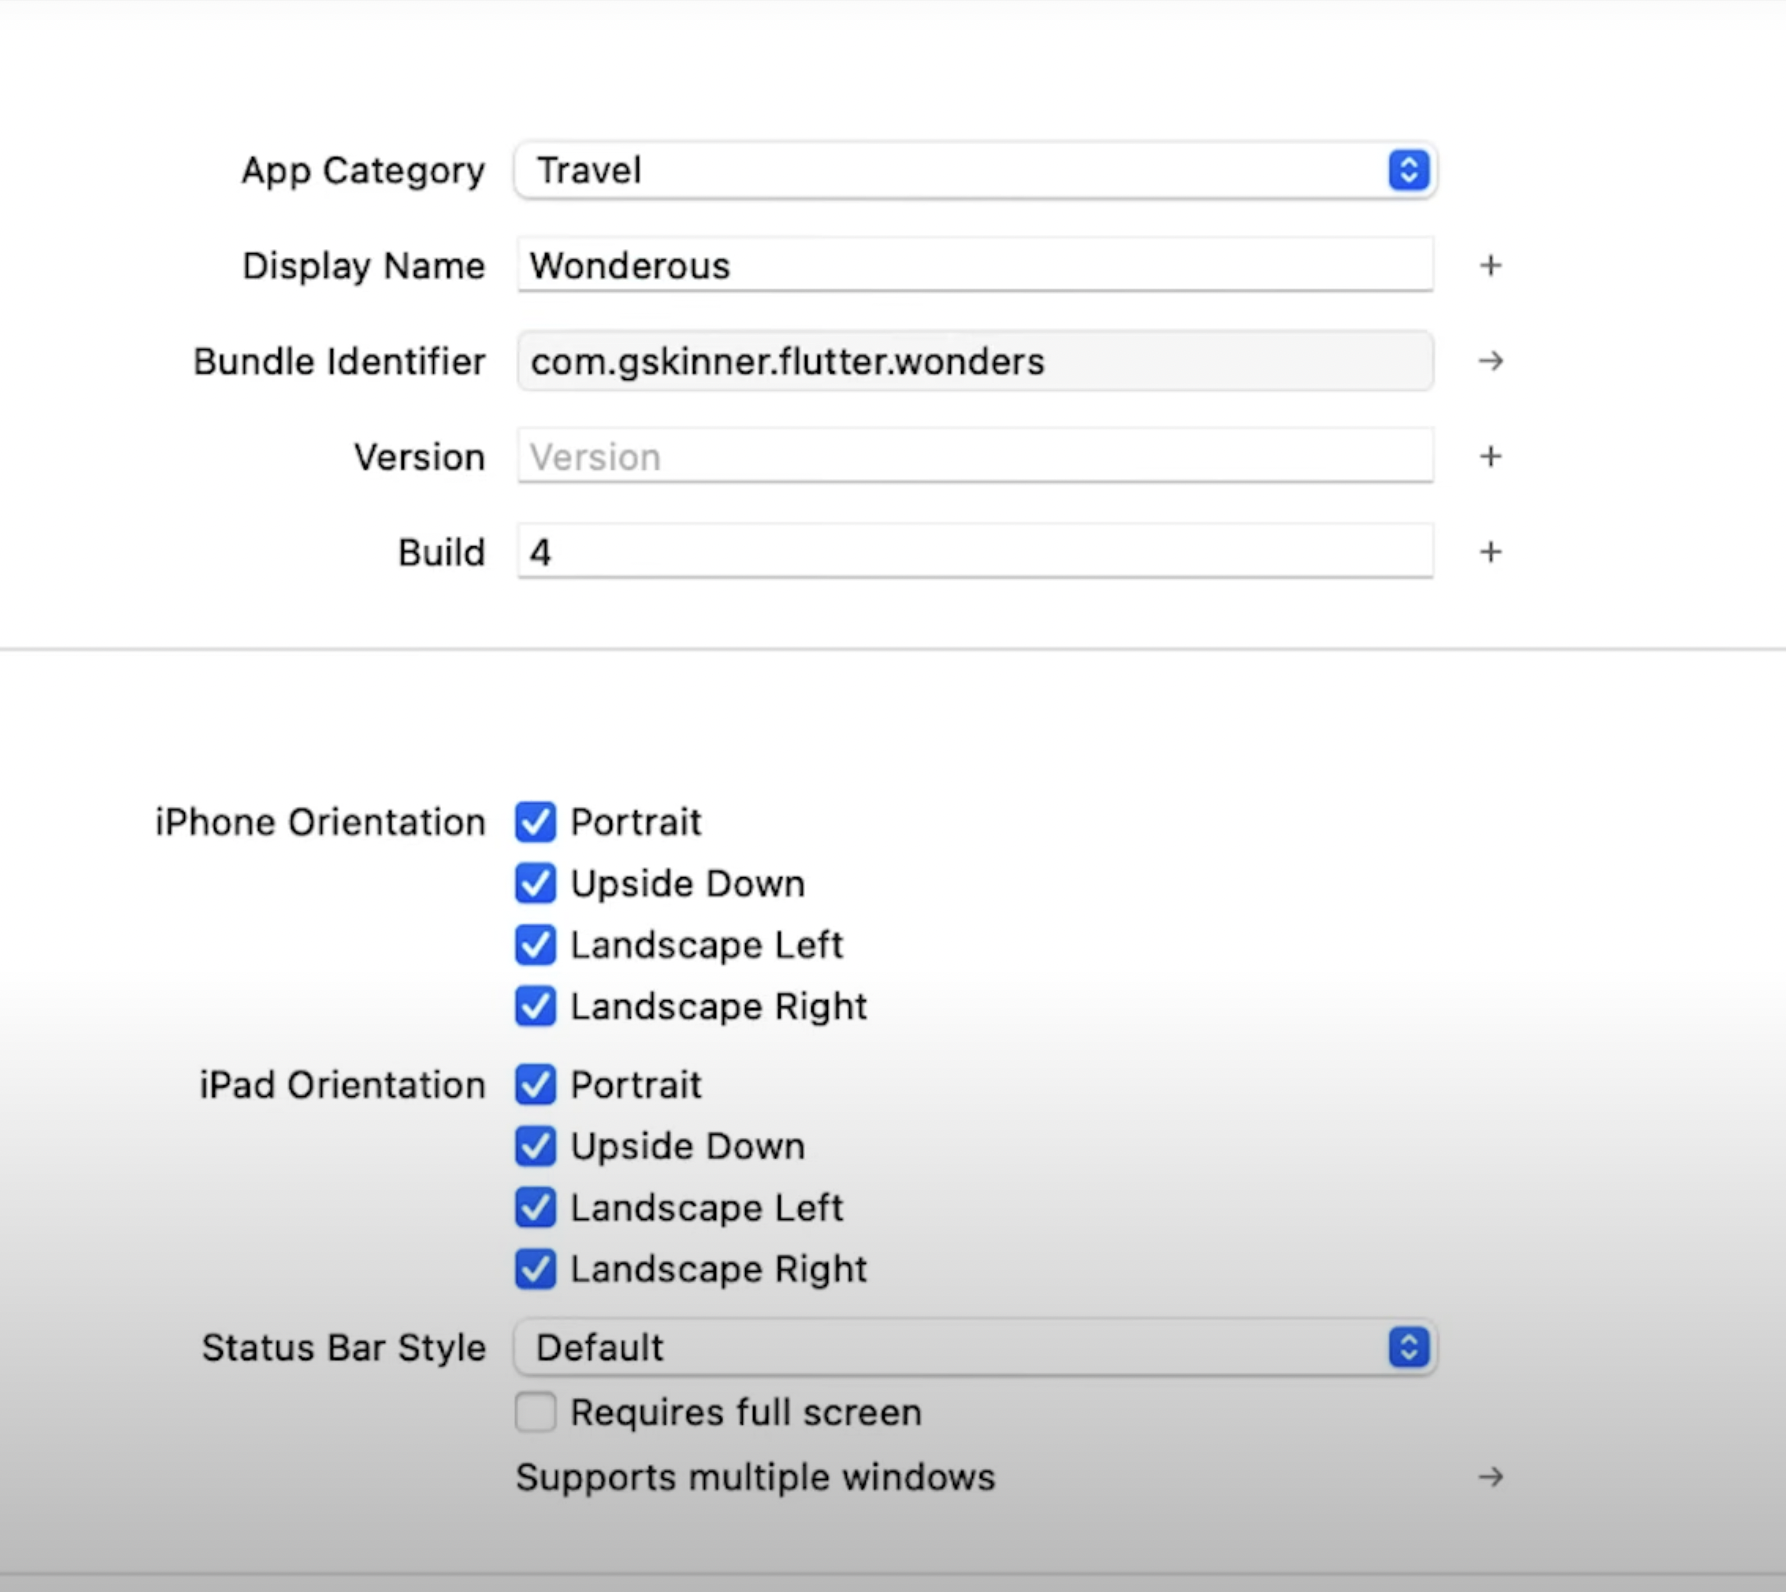 App Category Travel
Display Name Wonderous +
Bundle Identifier com.gskinner.flutter.wonders →
Version Version +
Build 4 +
iPhone Orientation Portrait
Upside Down
Landscape Left
Landscape Right
iPad Orientation Portrait
Upside Down
Landscape Left
Landscape Right
Status Bar Style Default
Requires full screen
Supports multiple windows →